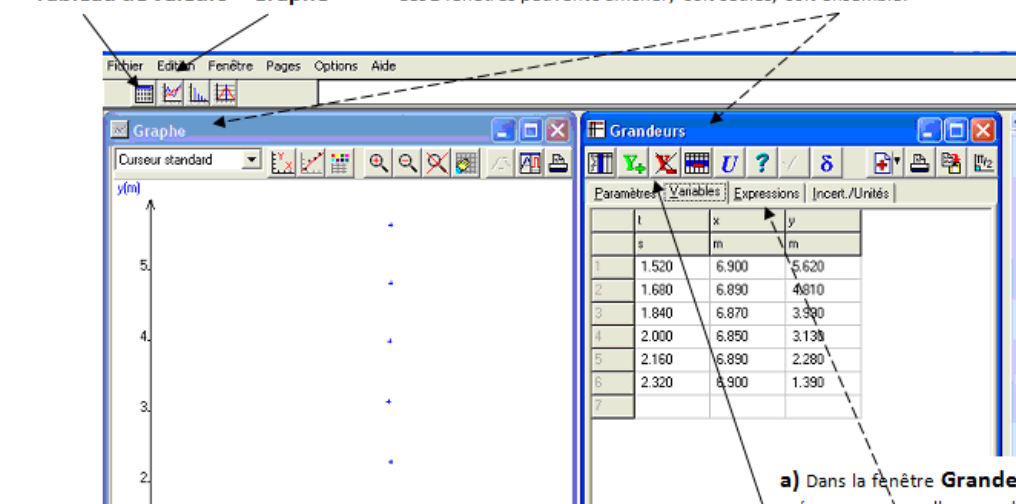 Tableau de valeurs Graphe Ces 2 fenêtres peuvent s'afficher, soit seules, soit ensemble.
Fichier Edition Fenêtre Pages Options Aide
Graphe
Curseur standard
y(m)
5.
4.
3.
2.
Grandeurs
Paramètres Variables Expressions Incert./Unités
t x y
s m m
1 1.520 6.900 5.620
2 1.680 6.890 4.810
3 1.840 6.870 3.990
4 2.000 6.850 3.130
5 2.160 6.890 2.280
6 2.320 6.900 1.390
7
a) Dans la fenêtre Grande